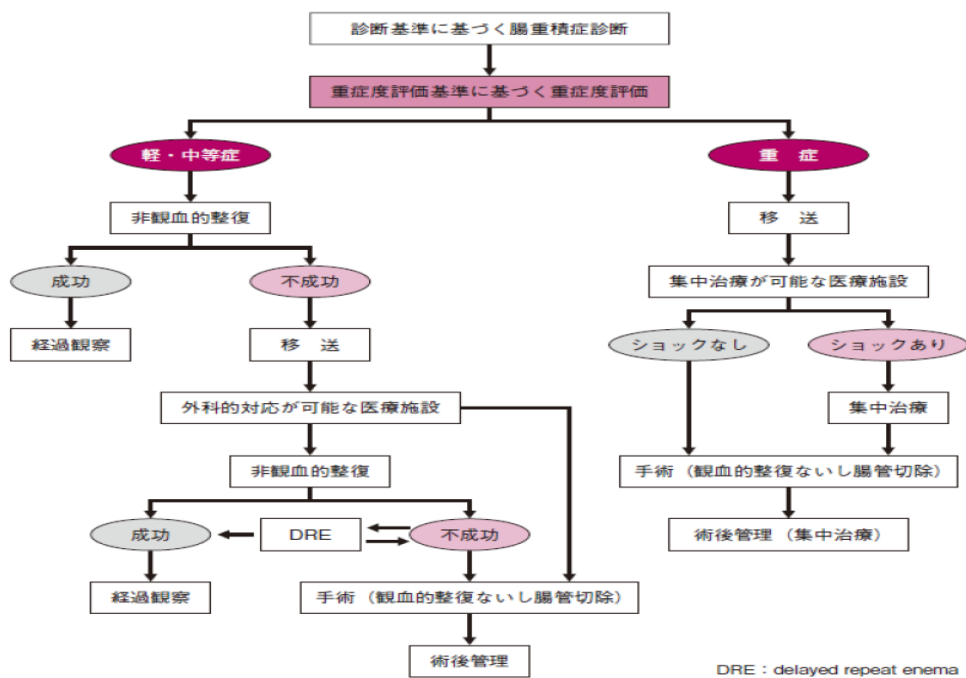 診断基準に基づく腸重積症診断
重症度評価基準に基づく重症度評価
軽・中等症
重 症
非観血的整復
移 送
成功
不成功
集中治療が可能な医療施設
経過観察
移 送
ショックなし
ショックあり
外科的対応が可能な医療施設
集中治療
非観血的整復
手術（観血的整復ないし腸管切除）
成功
DRE
不成功
術後管理（集中治療）
経過観察
手術（観血的整復ないし腸管切除）
術後管理
DRE：delayed repeat enema